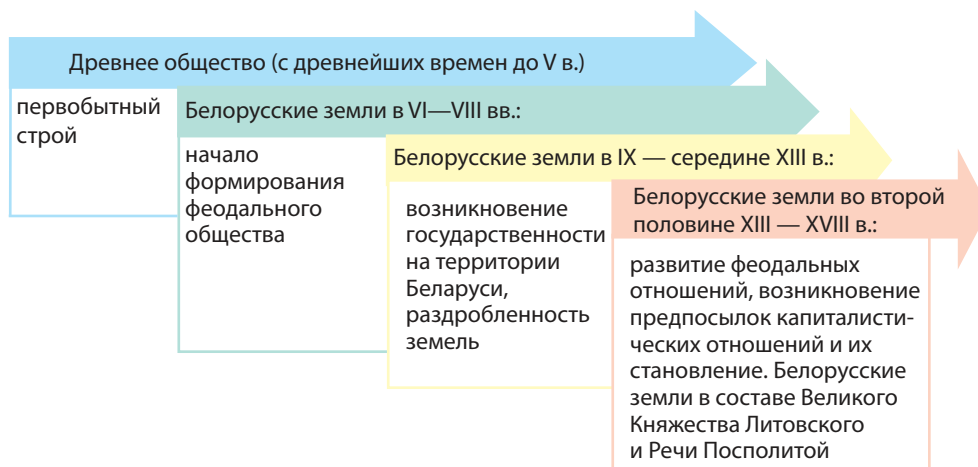 Древнее общество (с древнейших времен до V в.)
первобытный
строй
Белорусские земли в VI—VIII вв.:
начало
формирования
феодального
общества
Белорусские земли в IX — середине XIII в.:
возникновение
государственности
на территории
Беларуси,
раздробленность
земель
Белорусские земли во второй
половине XIII — XVIII в.:
развитие феодальных
отношений, возникновение
предпосылок капиталисти-
ческих отношений и их
становление. Белорусские
земли в составе Великого
Княжества Литовского
и Речи Посполитой